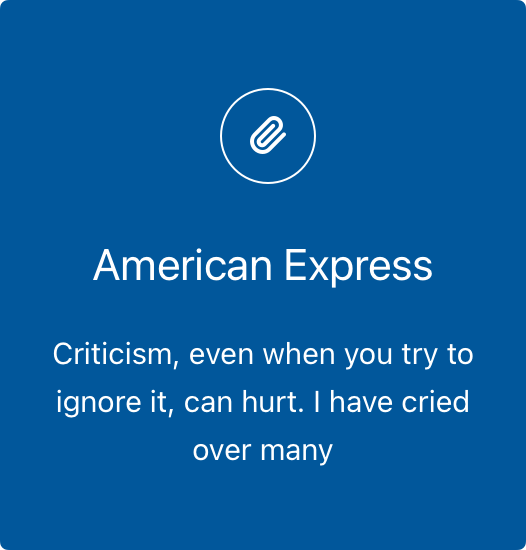 American Express
Criticism, even when you try to
ignore it, can hurt. I have cried
over many